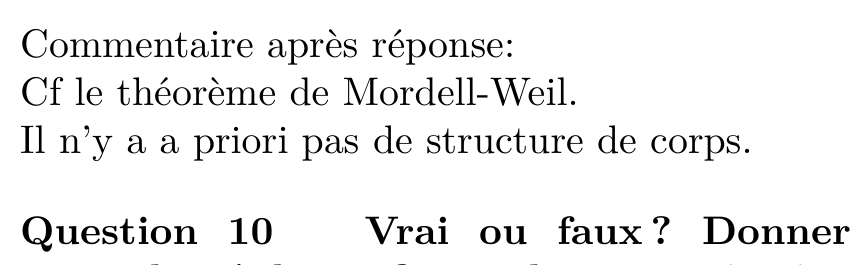 Commentaire après réponse:
Cf le théorème de Mordell-Weil.
Il n'y a a priori pas de structure de corps.
Question 10 Vrai ou faux ? Donner